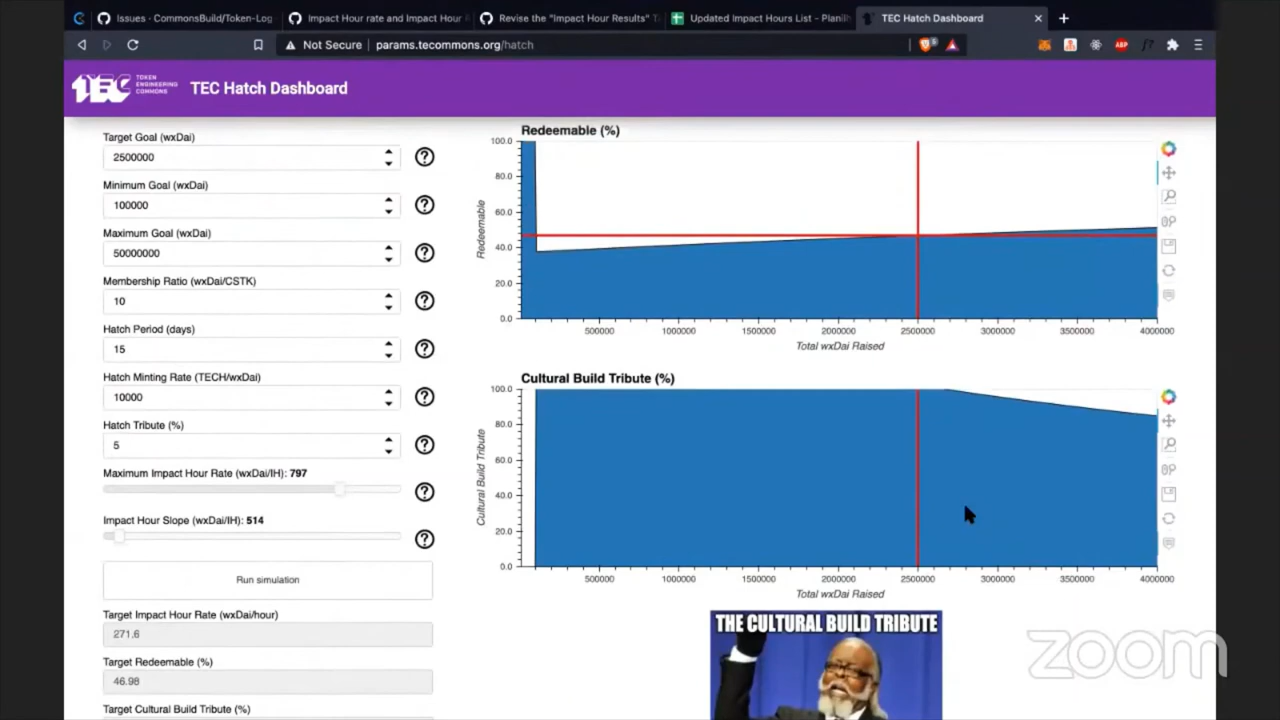 Issues · CommonsBuild/Token-Log
Impact Hour rate and Impact Hour
Revise the "Impact Hour Results" T
Updated Impact Hours List - Planilh
TEC Hatch Dashboard
Not Secure
params.tecommons.org/hatch
ABP
f?
TEC
TOKEN
ENGINEERING
COMMONS
TEC Hatch Dashboard
Target Goal (wxDai)
2500000
Minimum Goal (wxDai)
100000
Maximum Goal (wxDai)
50000000
Membership Ratio (wxDai/CSTK)
10
Hatch Period (days)
15
Hatch Minting Rate (TECH/wxDai)
10000
Hatch Tribute (%)
5
Maximum Impact Hour Rate (wxDai/IH): 797
Impact Hour Slope (wxDai/IH): 514
Run simulation
Target Impact Hour Rate (wxDai/hour)
271.6
Target Redeemable (%)
46.98
Target Cultural Build Tribute (%)
Redeemable (%)
100.0
80.0
60.0
40.0
20.0
0.0
Redeemable
500000
1000000
1500000
2000000
2500000
3000000
3500000
4000000
Total wxDai Raised
Cultural Build Tribute (%)
100.0
80.0
60.0
40.0
20.0
0.0
Cultural Build Tribute
500000
1000000
1500000
2000000
2500000
3000000
3500000
4000000
Total wxDai Raised
THE CULTURAL BUILD TRIBUTE
zoom